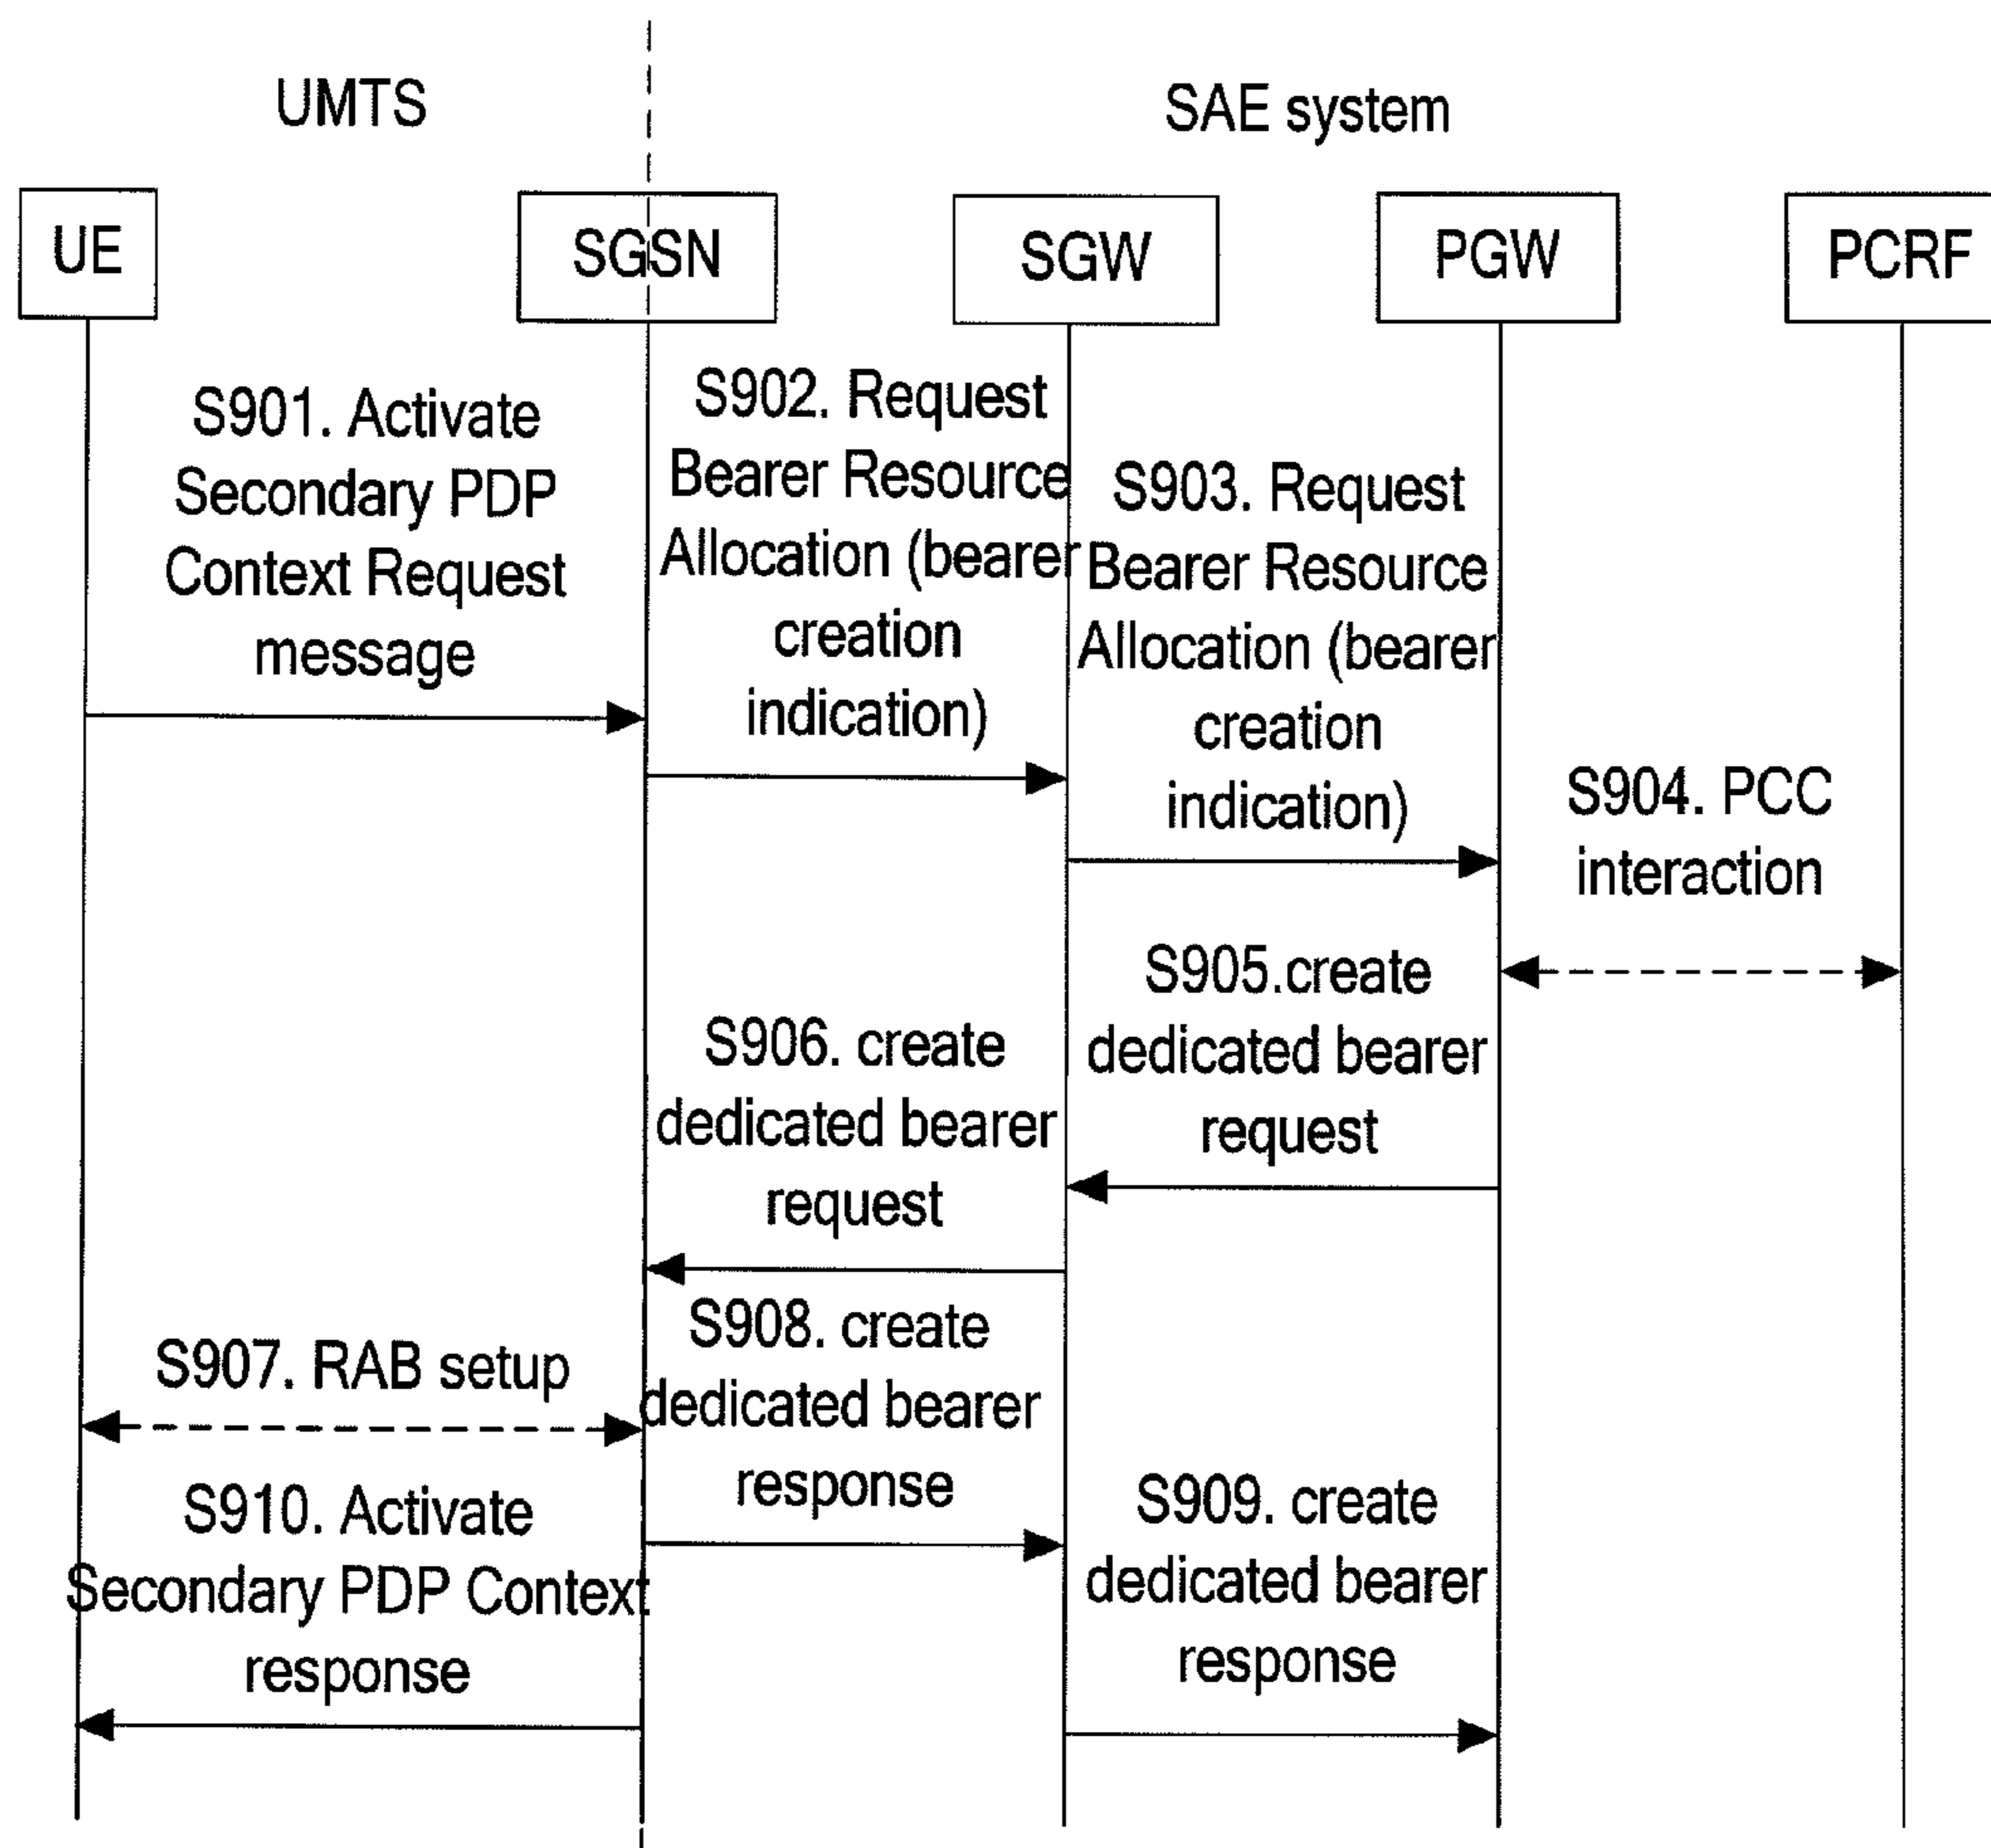 UMTS
SAE system
UE
SGSN
SGW
PGW
PCRF
S901. Activate
Secondary PDP
Context Request
message
S902. Request
Bearer Resource
Allocation (bearer
creation
indication)
S903. Request
Bearer Resource
Allocation (bearer
creation
indication)
S904. PCC
interaction
S905.create
dedicated bearer
request
S906. create
dedicated bearer
request
S907. RAB setup
S908. create
dedicated bearer
response
S909. create
dedicated bearer
response
S910. Activate
Secondary PDP Context
response